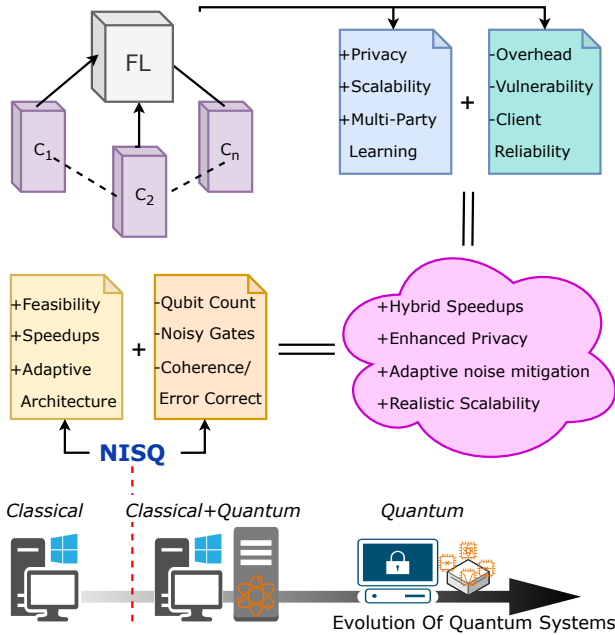 FL
C1
C2
Cn
+Privacy
+Scalability
+Multi-Party
Learning
+
-Overhead
-Vulnerability
-Client
Reliability
+Feasibility
+Speedups
+Adaptive
Architecture
+
-Qubit Count
-Noisy Gates
-Coherence/
Error Correct
+Hybrid Speedups
+Enhanced Privacy
+Adaptive noise mitigation
+Realistic Scalability
NISQ
Classical
Classical+Quantum
Quantum
Evolution Of Quantum Systems